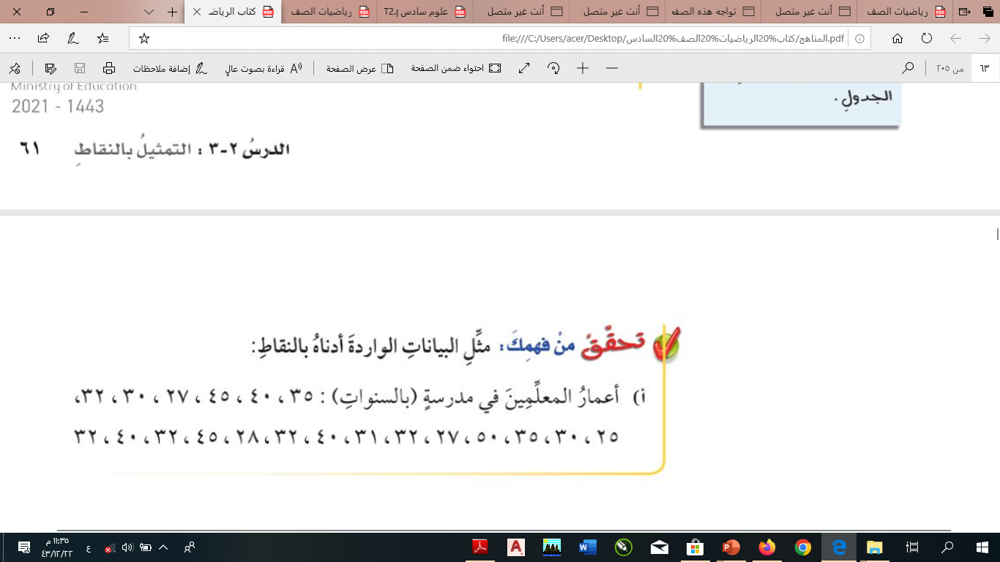 رياضيات الصف
أنت غير متصل
تواجه هذه الصف
أنت غير متصل
أنت غير متصل
علوم سادس ف T2
رياضيات الصف
كتاب الرياض
file:///C:/Users/acer/Desktop/المناهج/كتاب%20الرياضيات%20الصف%20السادس.pdf
٦٣ من ٢٠٥
احتواء ضمن الصفحة
عرض الصفحة
قراءة بصوت عالٍ
إضافة ملاحظات
الجدولِ .
Ministry of Education
2021 - 1443
الدرسُ ٢-٣ : التمثيلُ بالنقاطِ ٦١
تحقَّقْ منْ فهمِكَ : مثِّلِ البياناتِ الواردةَ أدناهُ بالنقاطِ:
أ) أعمارُ المعلِّمِينَ في مدرسةٍ (بالسنواتِ) : ٣٥ ، ٤٠ ، ٤٥ ، ٢٧ ، ٣٠ ، ٣٢،
٢٥ ، ٣٠ ، ٣٥ ، ٥٠ ، ٢٧ ، ٣٢ ، ٣١ ، ٤٠ ، ٣٢ ، ٢٨ ، ٤٥ ، ٣٢ ، ٤٠ ، ٣٢
ع
١١:٣٥ م
٤٣/١٢/٢٢